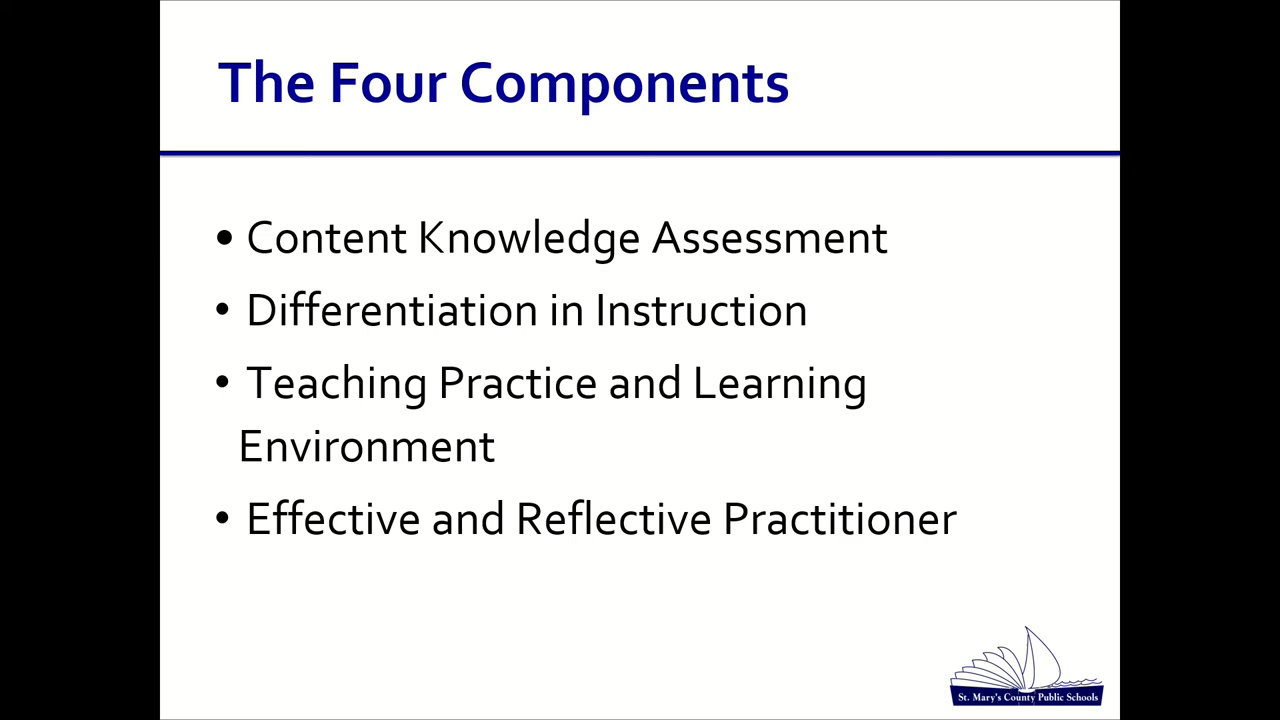 The Four Components
• Content Knowledge Assessment
• Differentiation in Instruction
• Teaching Practice and Learning
Environment
• Effective and Reflective Practitioner
St. Mary's County Public Schools